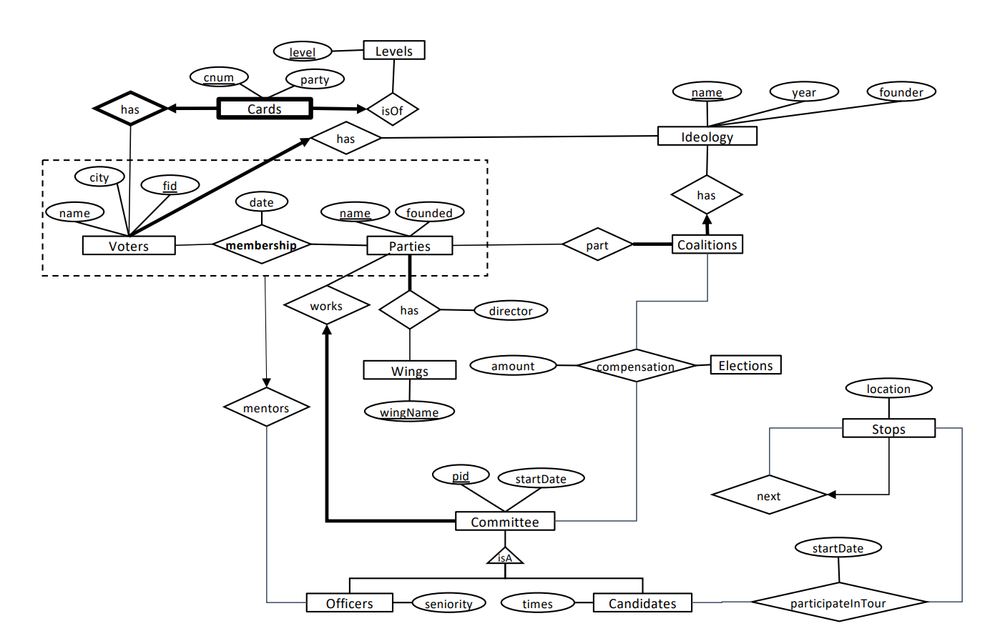 Levels
level
cnum
party
Cards
has
isOf
name
year
founder
has
Ideology
city
fid
name
date
name
founded
has
Voters
membership
Parties
part
Coalitions
works
has
director
Wings
amount
compensation
Elections
wingName
mentors
location
Stops
pid
startDate
next
Committee
isA
startDate
Officers
seniority
times
Candidates
participateInTour